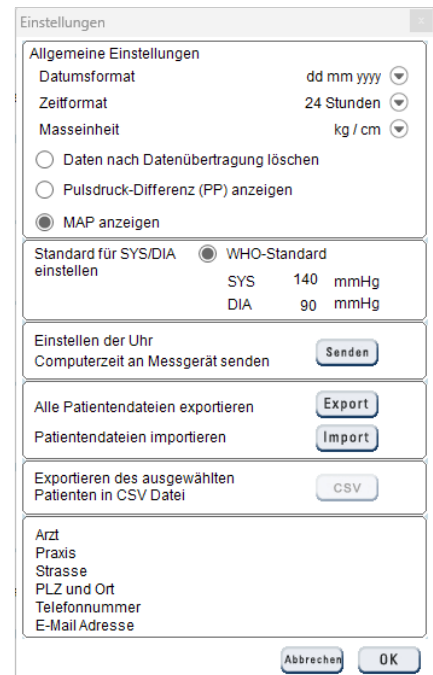 Einstellungen
x
Allgemeine Einstellungen
Datumsformat dd mm yyyy
Zeitformat 24 Stunden
Masseinheit kg / cm
Daten nach Datenübertragung löschen
Pulsdruck-Differenz (PP) anzeigen
MAP anzeigen
Standard für SYS/DIA einstellen
WHO-Standard
SYS 140 mmHg
DIA 90 mmHg
Einstellen der Uhr
Computerzeit an Messgerät senden
Senden
Alle Patientendateien exportieren Export
Patientendateien importieren Import
Exportieren des ausgewählten
Patienten in CSV Datei
CSV
Arzt
Praxis
Strasse
PLZ und Ort
Telefonnummer
E-Mail Adresse
Abbrechen OK